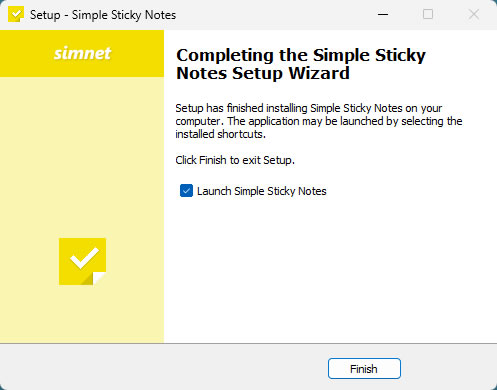 Setup - Simple Sticky Notes
simnet
Completing the Simple Sticky
Notes Setup Wizard
Setup has finished installing Simple Sticky Notes on your
computer. The application may be launched by selecting the
installed shortcuts.
Click Finish to exit Setup.
Launch Simple Sticky Notes
Finish